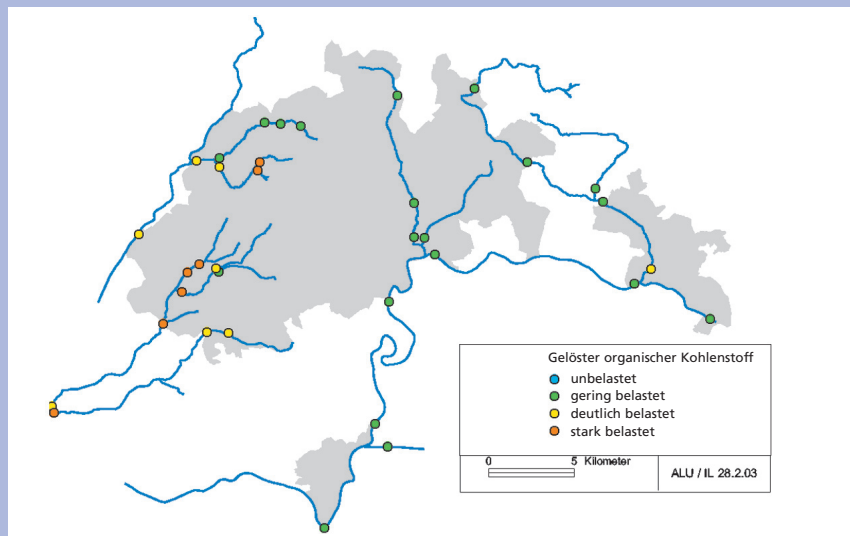 Gelöster organischer Kohlenstoff
unbelastet
gering belastet
deutlich belastet
stark belastet
0 5 Kilometer
ALU / IL 28.2.03